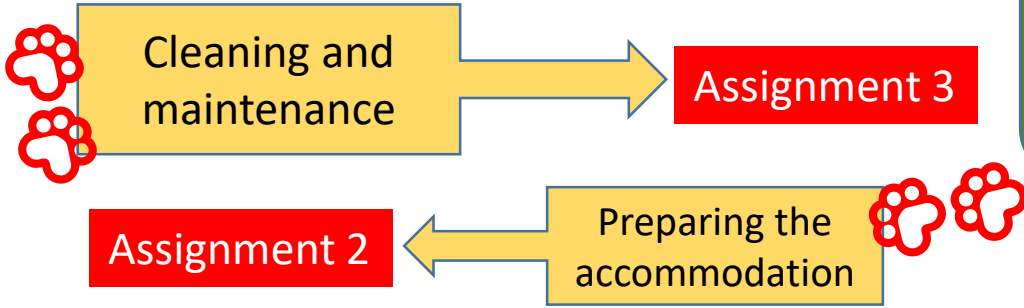 Cleaning and
maintenance
Assignment 3
Assignment 2
Preparing the
accommodation